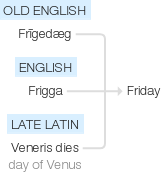 OLD ENGLISH
Frīgedæg
ENGLISH
Frigga
Friday
LATE LATIN
Veneris dies
day of Venus